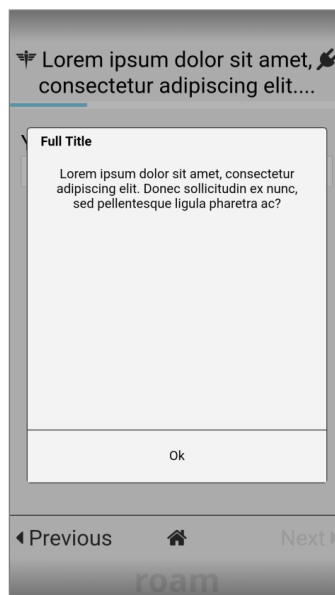 Lorem ipsum dolor sit amet,
consectetur adipiscing elit....
Full Title
Lorem ipsum dolor sit amet, consectetur
adipiscing elit. Donec sollicitudin ex nunc,
sed pellentesque ligula pharetra ac?
Ok
Previous
Next
roam